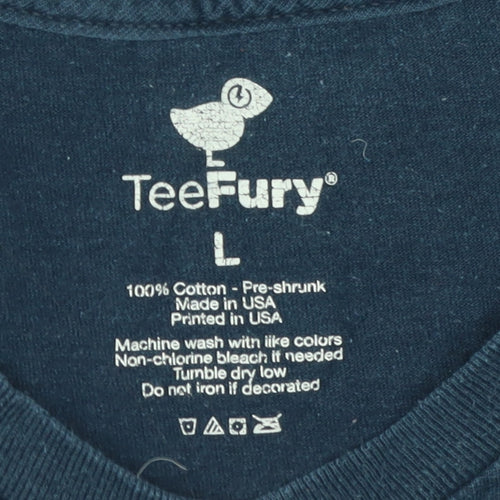 TeeFury®
L
100% Cotton - Pre-shrunk
Made in USA
Printed in USA
Machine wash with like colors
Non-chlorine bleach if needed
Tumble dry low
Do not iron if decorated